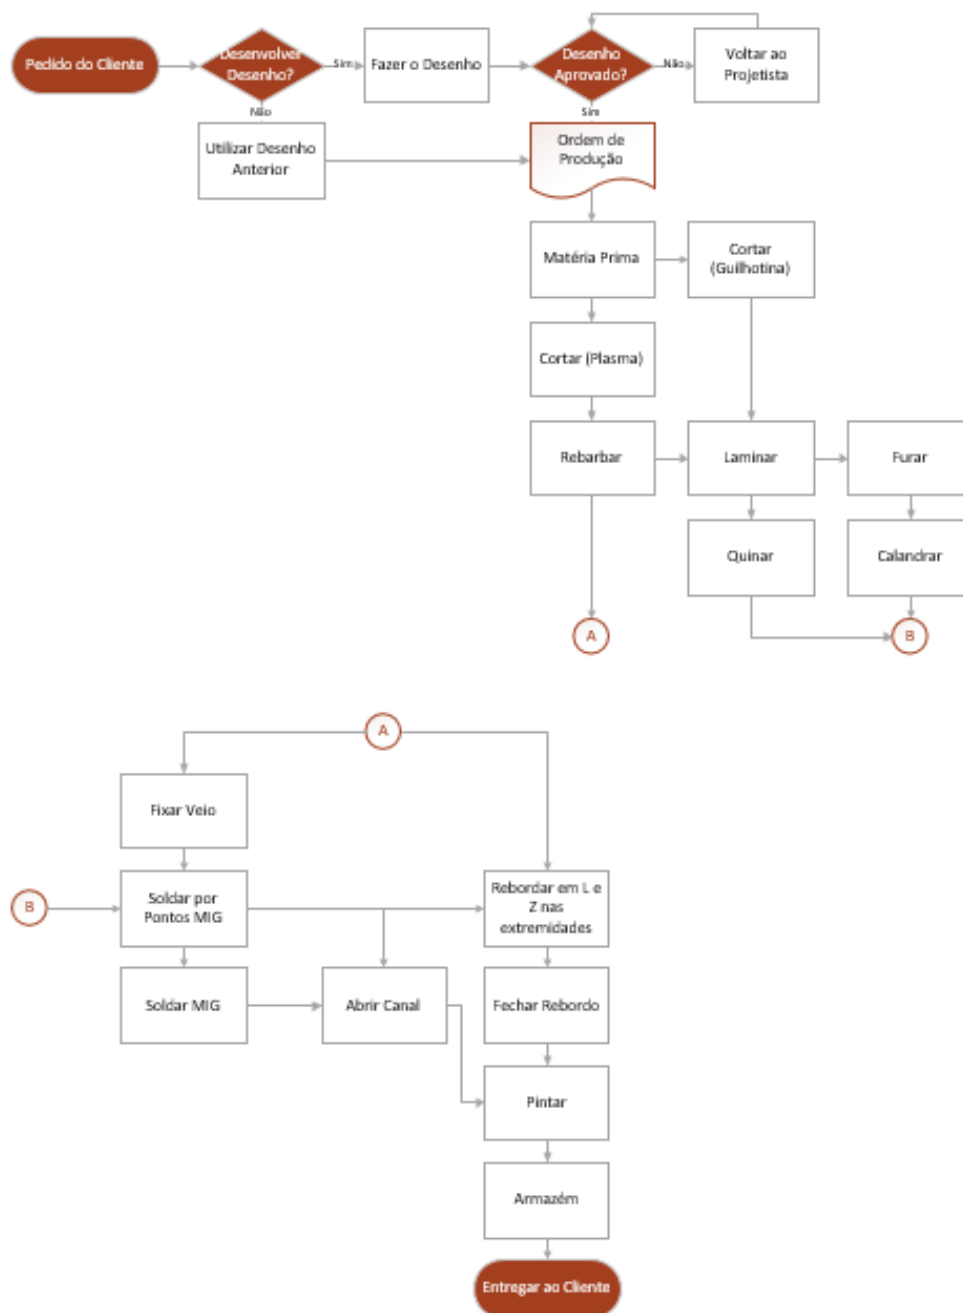 Pedido do Cliente
Desenvolver
Desenho?
Sim
Fazer o Desenho
Desenho
Aprovado?
Não
Voltar ao
Projetista
Não
Sim
Utilizar Desenho
Anterior
Ordem de
Produção
Matéria Prima
Cortar
(Guilhotina)
Cortar (Plasma)
Rebarbar
Laminar
Furar
Quinar
Calandrar
A
B
A
Fixar Veio
B
Soldar por
Pontos MIG
Rebordar em L e
Z nas
extremidades
Soldar MIG
Abrir Canal
Fechar Rebordo
Pintar
Armazém
Entregar ao Cliente